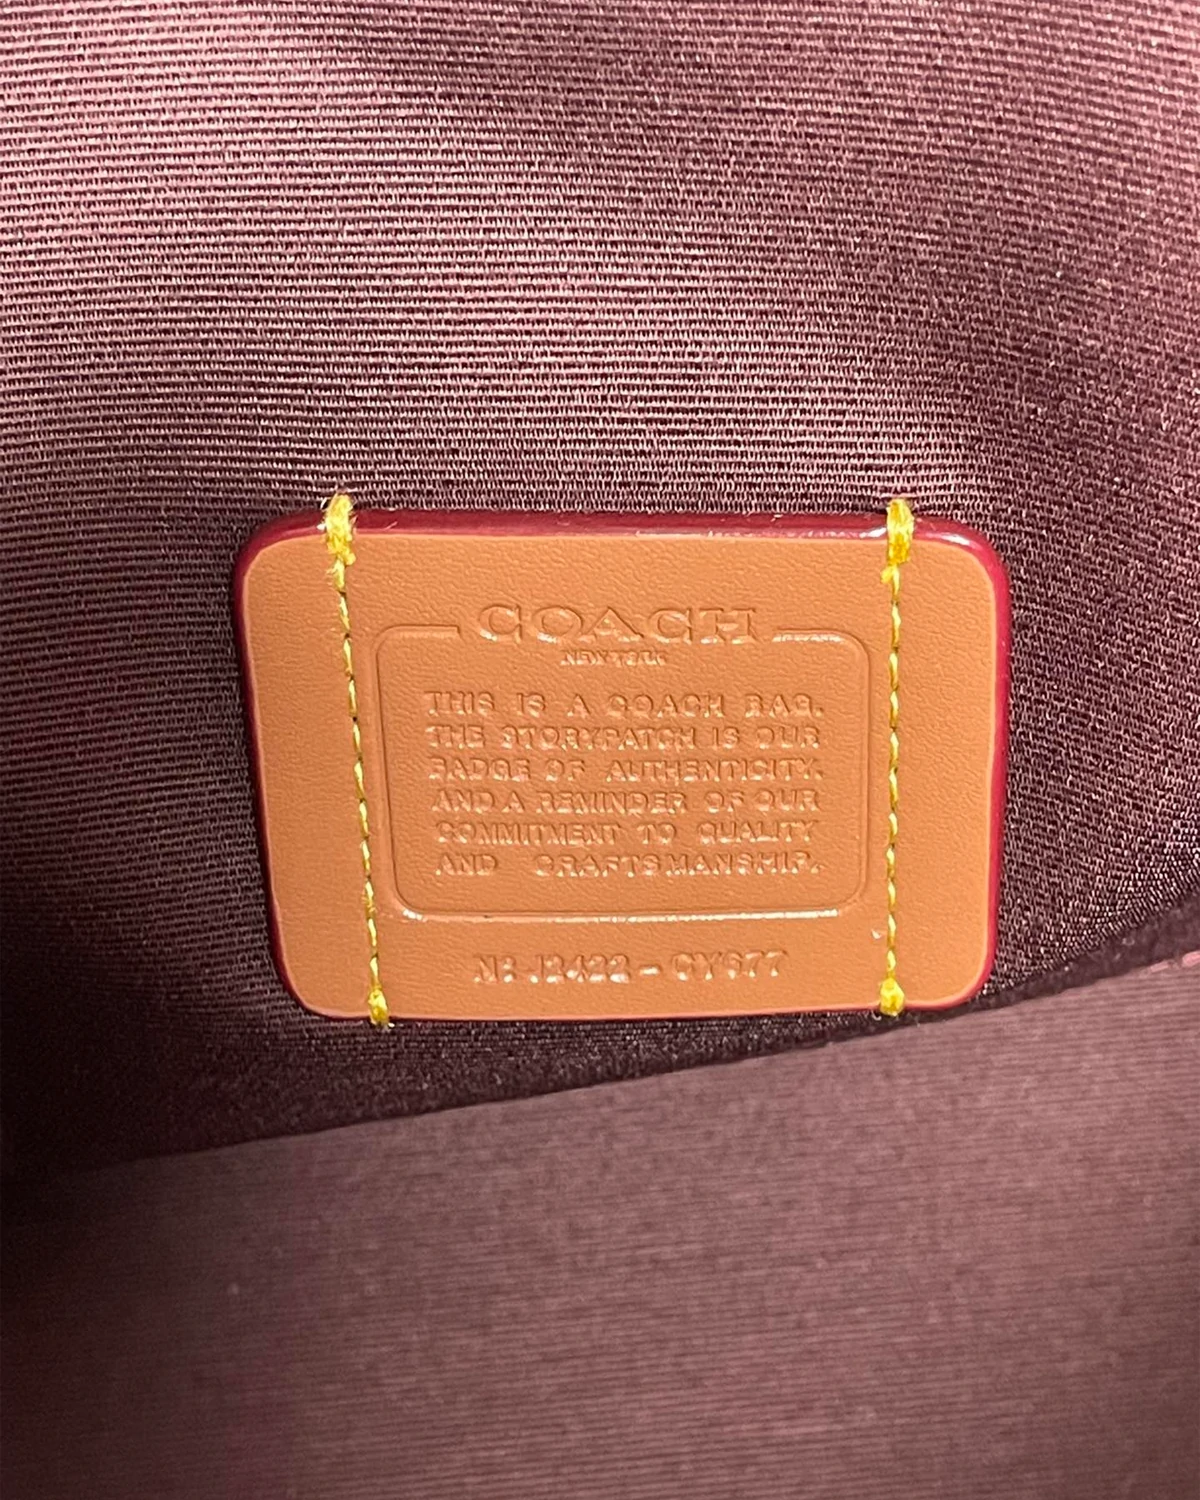 COACH
NEW YORK
THIS IS A COACH BAG.
THE STORYPATCH IS OUR
BADGE OF AUTHENTICITY.
AND A REMINDER OF OUR
COMMITMENT TO QUALITY
AND CRAFTSMANSHIP.
Nº J2422 - CY677